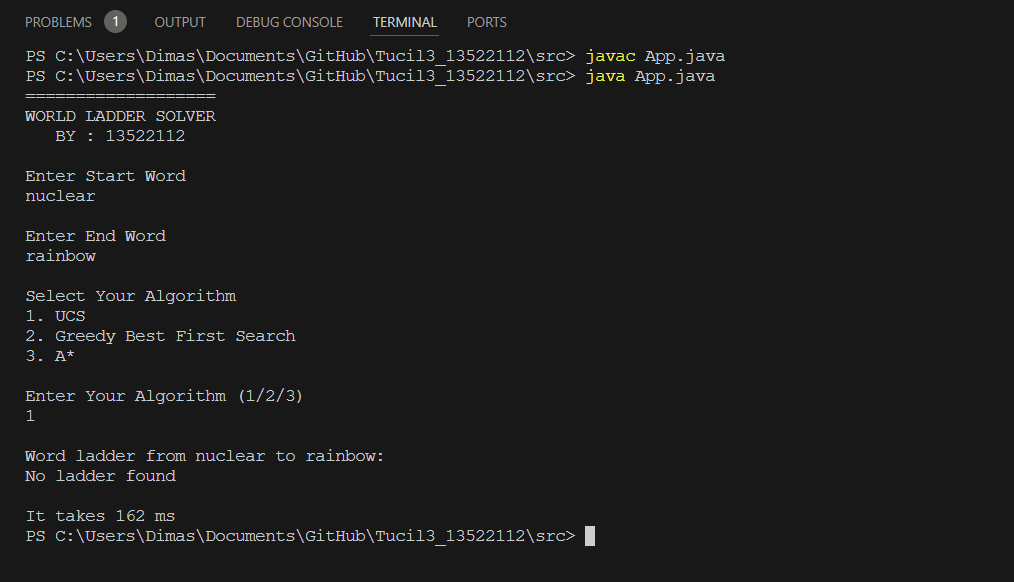 PROBLEMS 1 OUTPUT DEBUG CONSOLE TERMINAL PORTS
PS C:\Users\Dimas\Documents\GitHub\Tucil3_13522112\src> javac App.java
PS C:\Users\Dimas\Documents\GitHub\Tucil3_13522112\src> java App.java
===================
WORLD LADDER SOLVER
   BY : 13522112
Enter Start Word
nuclear
Enter End Word
rainbow
Select Your Algorithm
1. UCS
2. Greedy Best First Search
3. A*
Enter Your Algorithm (1/2/3)
1
Word ladder from nuclear to rainbow:
No ladder found
It takes 162 ms
PS C:\Users\Dimas\Documents\GitHub\Tucil3_13522112\src>